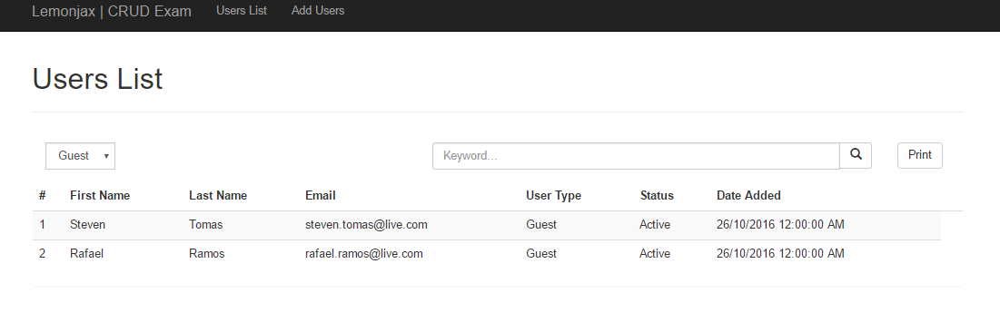 Lemonjax | CRUD Exam Users List Add Users
Users List
Guest Keyword... Print
# First Name Last Name Email User Type Status Date Added
1 Steven Tomas steven.tomas@live.com Guest Active 26/10/2016 12:00:00 AM
2 Rafael Ramos rafael.ramos@live.com Guest Active 26/10/2016 12:00:00 AM